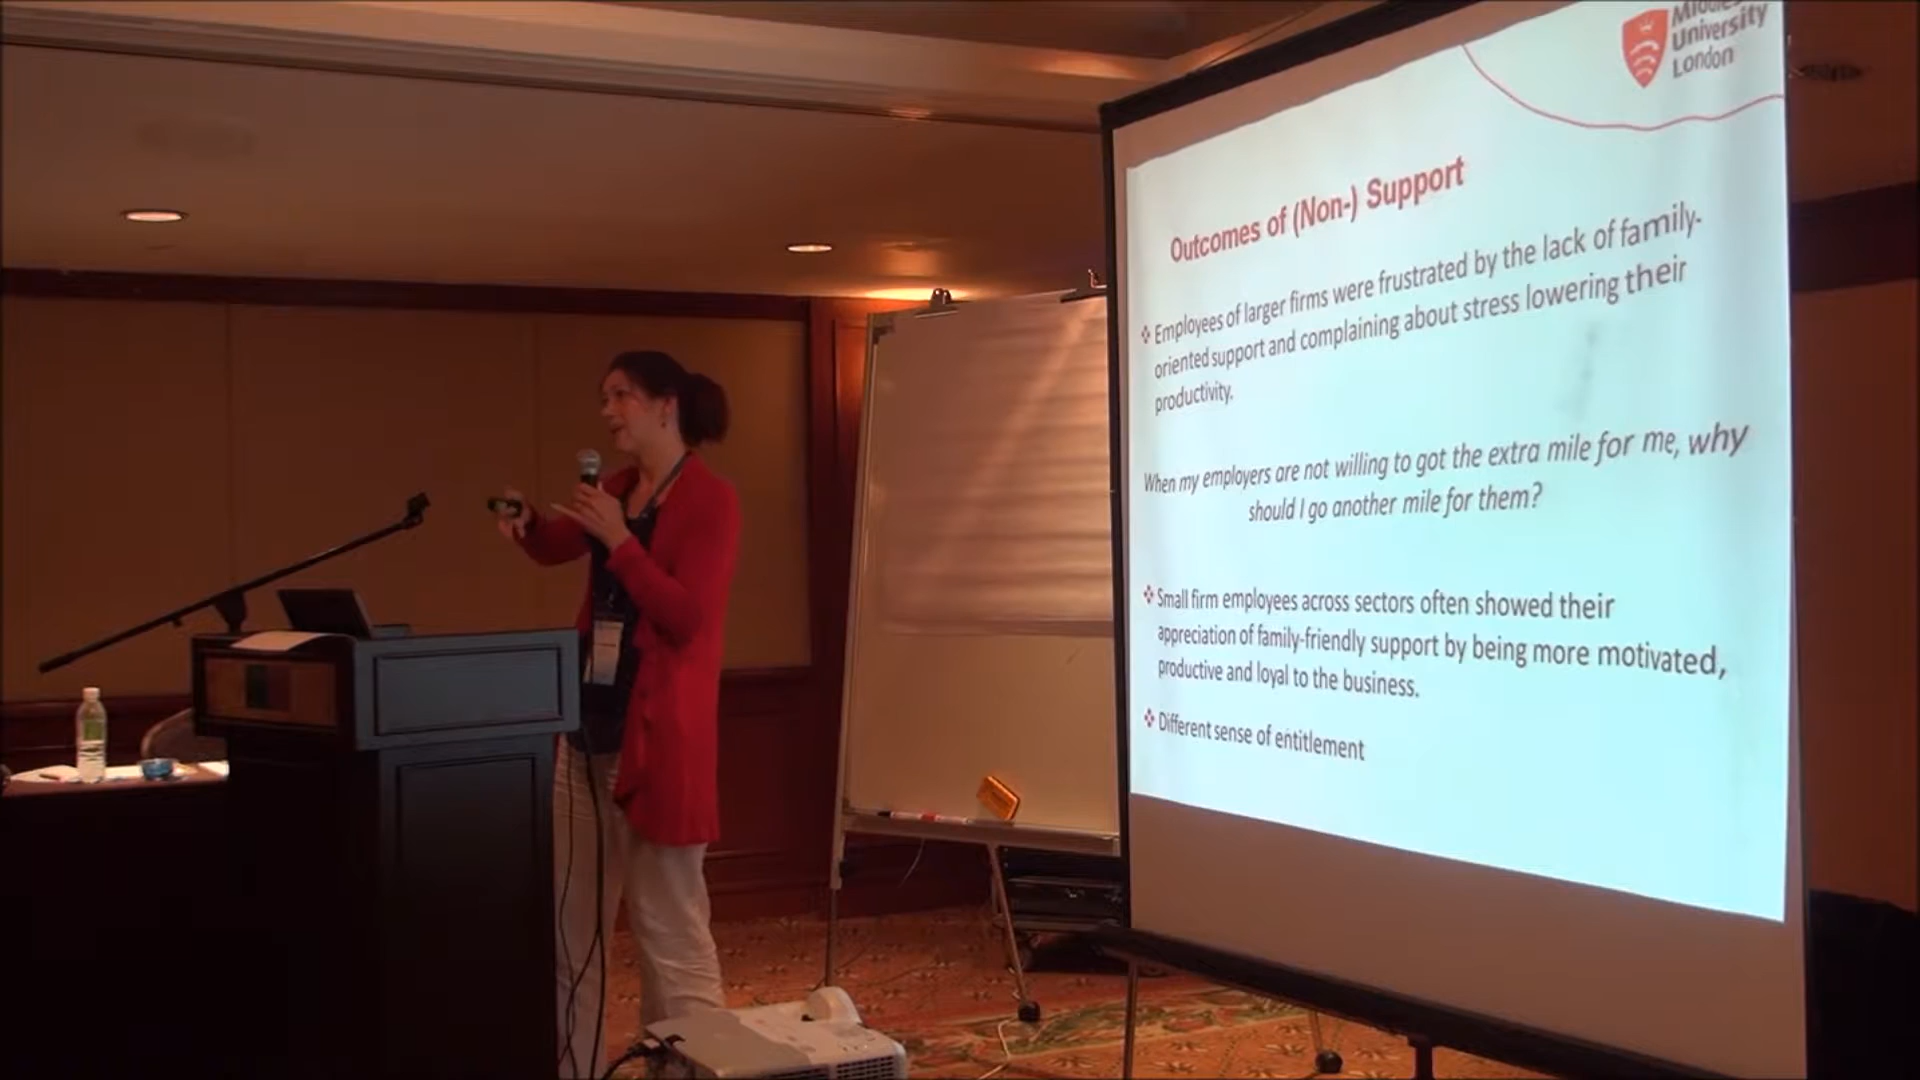 University
London
Outcomes of (Non-) Support
Employees of larger firms were frustrated by the lack of family-
oriented support and complaining about stress lowering their
productivity.
When my employers are not willing to got the extra mile for me, why
should I go another mile for them?
Small firm employees across sectors often showed their
appreciation of family-friendly support by being more motivated,
productive and loyal to the business.
Different sense of entitlement